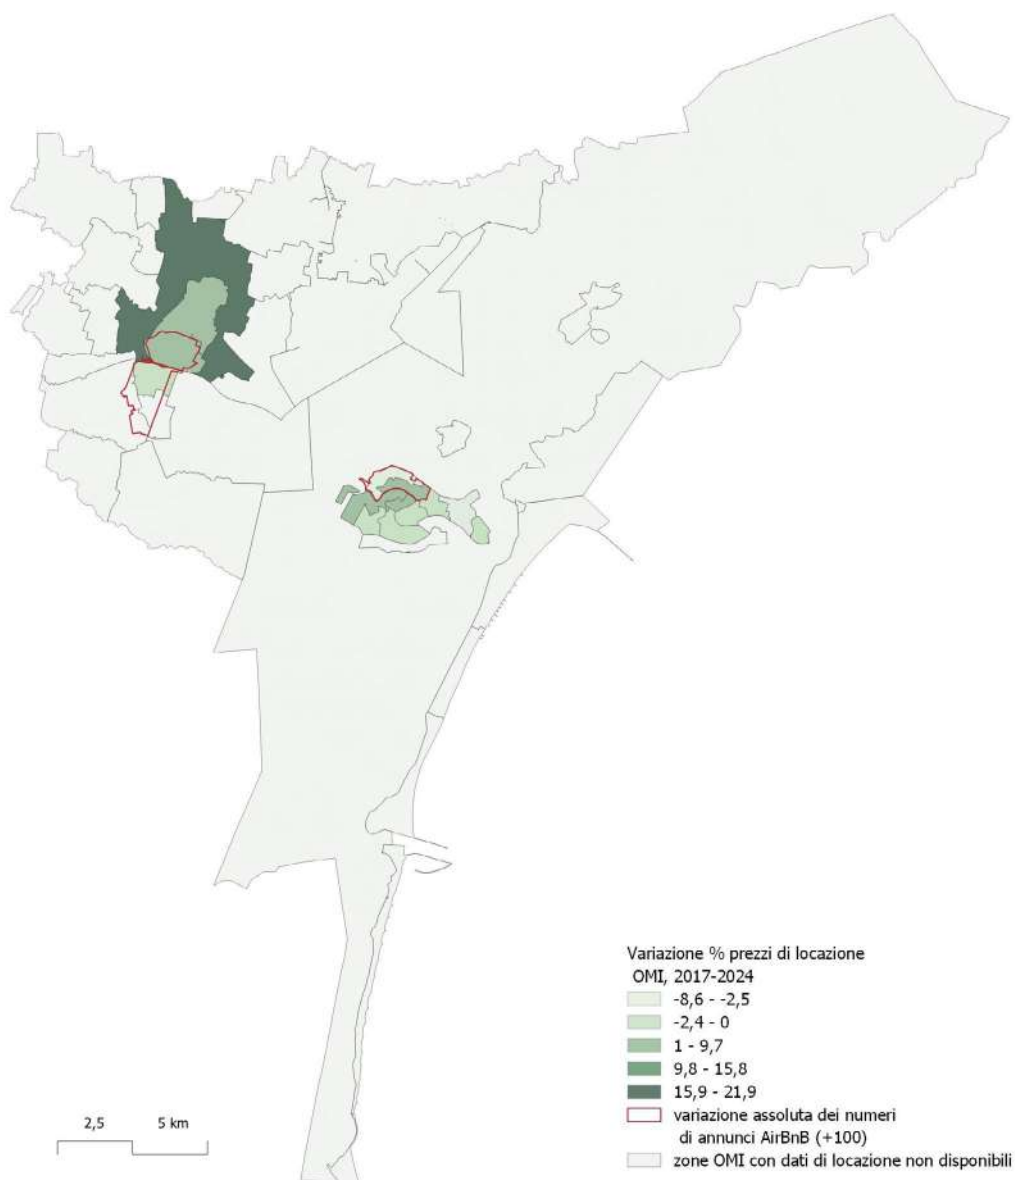 Variazione % prezzi di locazione
OMI, 2017-2024
-8,6 - -2,5
-2,4 - 0
1 - 9,7
9,8 - 15,8
15,9 - 21,9
variazione assoluta dei numeri
di annunci AirBnB (+100)
zone OMI con dati di locazione non disponibili
2,5 5 km